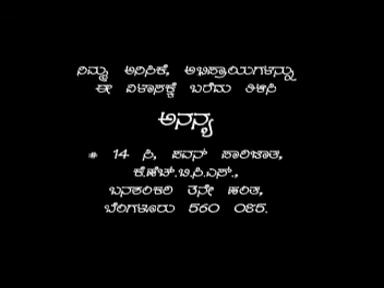 ನಿಮ್ಮ ಅನಿಸಿಕೆ, ಅಭಿಪ್ರಾಯಗಳನ್ನು
ಈ ವಿಳಾಸಕ್ಕೆ ಬರೆದು ತಿಳಿಸಿ
ಅನನ್ಯ
# 14 ಸಿ, ಪವನ್ ಪಾರಿಜಾತ,
ಕೆ.ಹೆಚ್.ಬಿ.ಸಿ.ಎಸ್.,
ಬನಶಂಕರಿ 3ನೇ ಹಂತ,
ಬೆಂಗಳೂರು 560 085.